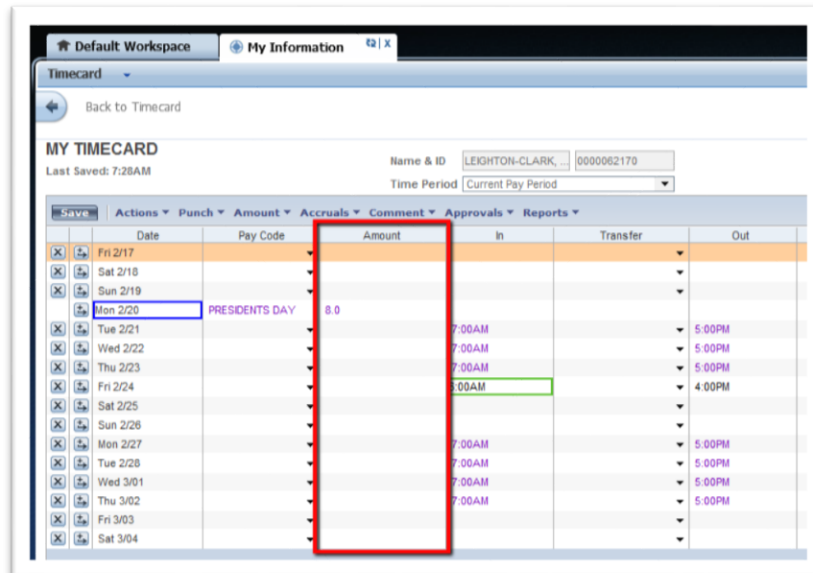 Default Workspace My Information X
Timecard
Back to Timecard
MY TIMECARD
Name & ID LEIGHTON-CLARK, ... 0000062170
Last Saved: 7:28AM
Time Period Current Pay Period
Save Actions Punch Amount Accruals Comment Approvals Reports
Date Pay Code Amount In Transfer Out
Fri 2/17
Sat 2/18
Sun 2/19
Mon 2/20 PRESIDENTS DAY 8.0
Tue 2/21 7:00AM 5:00PM
Wed 2/22 7:00AM 5:00PM
Thu 2/23 7:00AM 5:00PM
Fri 2/24 :00AM 4:00PM
Sat 2/25
Sun 2/26
Mon 2/27 7:00AM 5:00PM
Tue 2/28 7:00AM 5:00PM
Wed 3/01 7:00AM 5:00PM
Thu 3/02 7:00AM 5:00PM
Fri 3/03
Sat 3/04